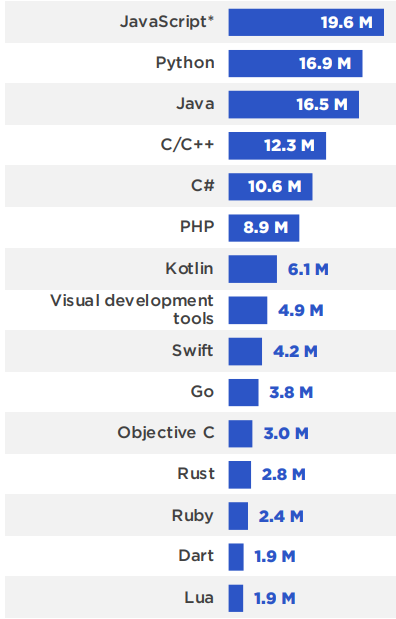 JavaScript* 19.6 M
Python 16.9 M
Java 16.5 M
C/C++ 12.3 M
C# 10.6 M
PHP 8.9 M
Kotlin 6.1 M
Visual development
tools 4.9 M
Swift 4.2 M
Go 3.8 M
Objective C 3.0 M
Rust 2.8 M
Ruby 2.4 M
Dart 1.9 M
Lua 1.9 M